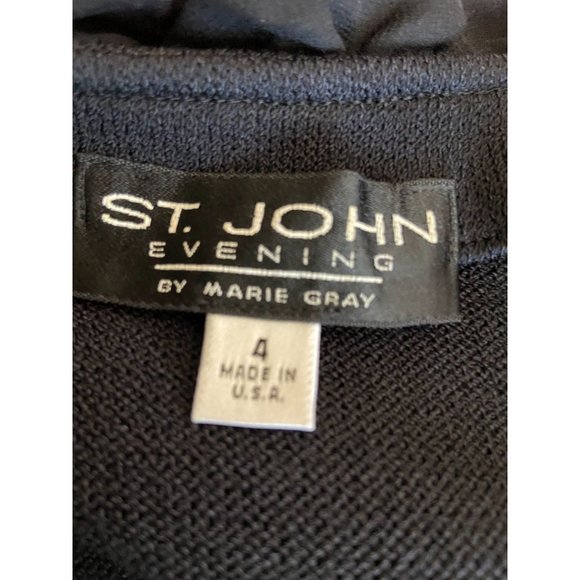 ST. JOHN
EVENING
BY MARIE GRAY
4
MADE IN
U.S.A.